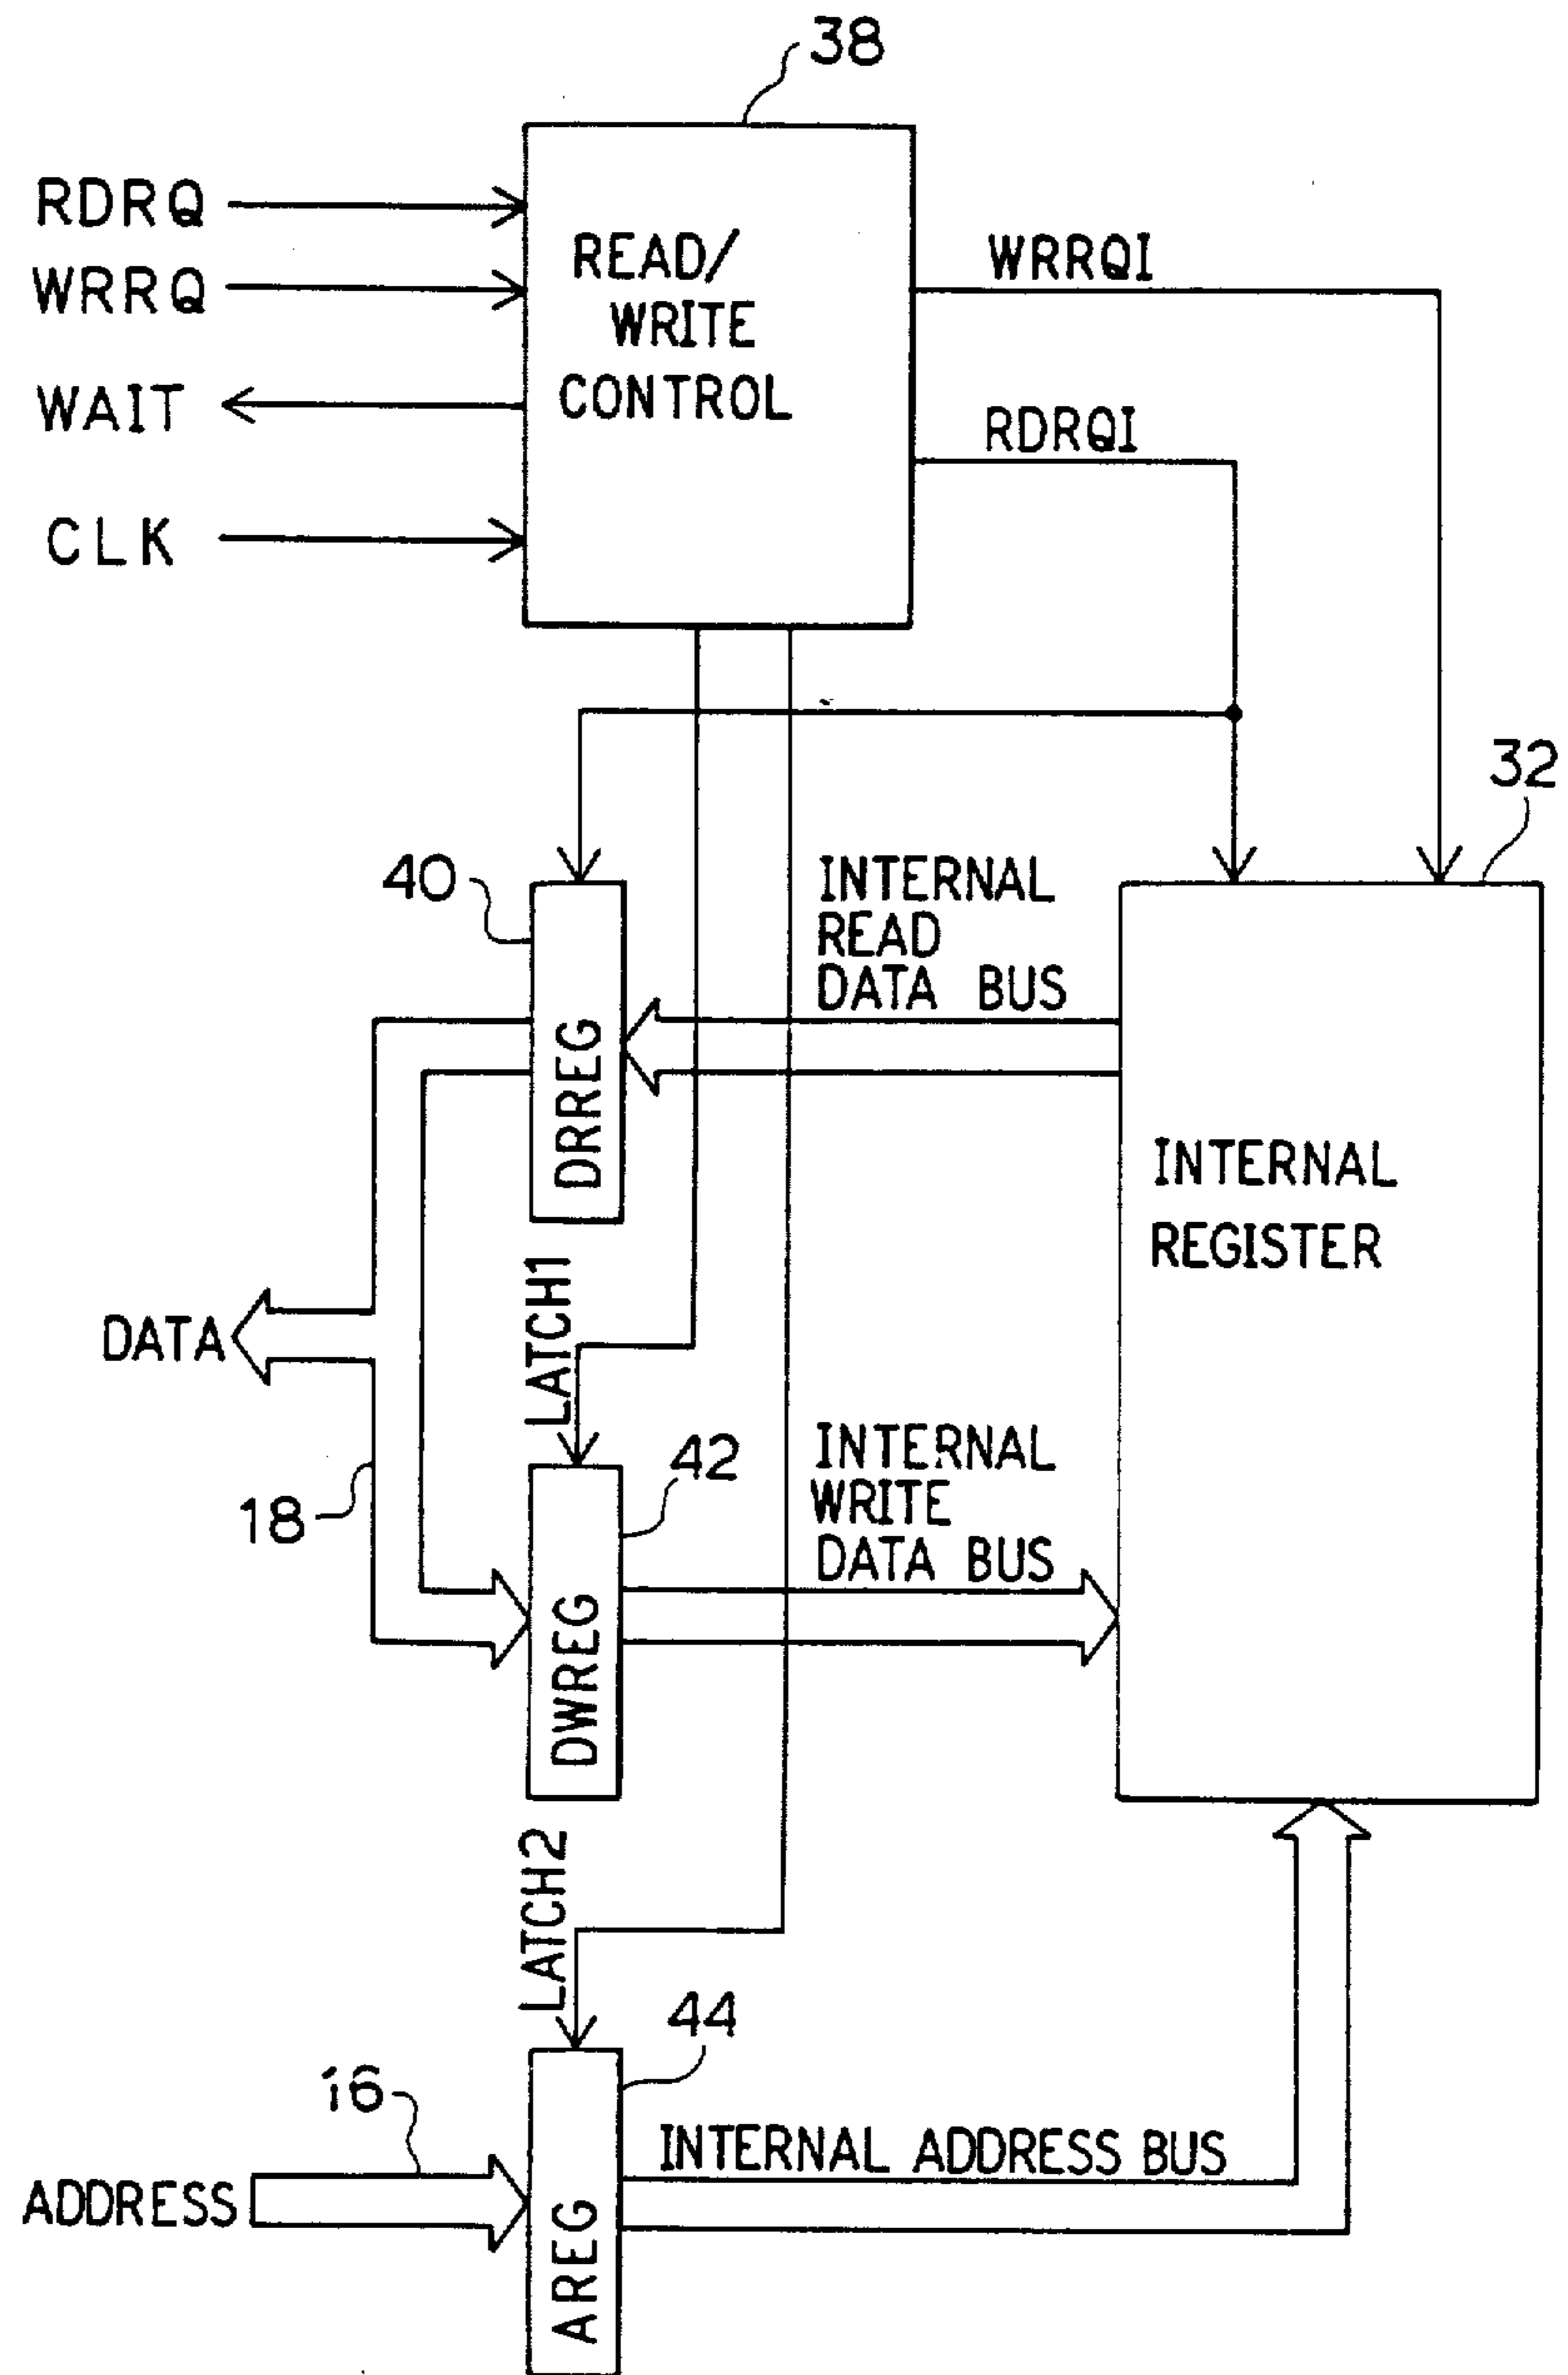 38
RDRQ
WRRQ
WAIT
CLK
READ/
WRITE
CONTROL
WRRQI
RDRQI
32
40
INTERNAL
READ
DATA BUS
DRREG
INTERNAL
REGISTER
LATCH1
DATA
18
42
INTERNAL
WRITE
DATA BUS
DWREG
LATCH2
44
16
ADDRESS
AREG
INTERNAL ADDRESS BUS